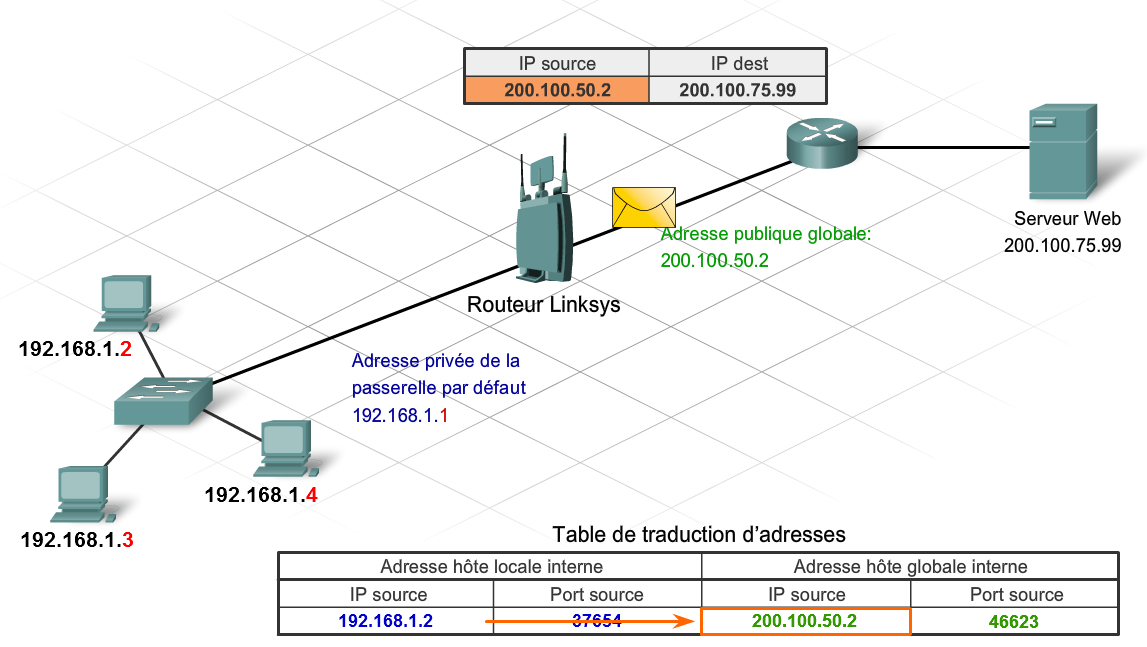 IP source IP dest
200.100.50.2 200.100.75.99
Serveur Web
200.100.75.99
Adresse publique globale:
200.100.50.2
Routeur Linksys
192.168.1.2
Adresse privée de la
passerelle par défaut
192.168.1.1
192.168.1.4
192.168.1.3
Table de traduction d’adresses
Adresse hôte locale interne Adresse hôte globale interne
IP source Port source IP source Port source
192.168.1.2 37654 200.100.50.2 46623